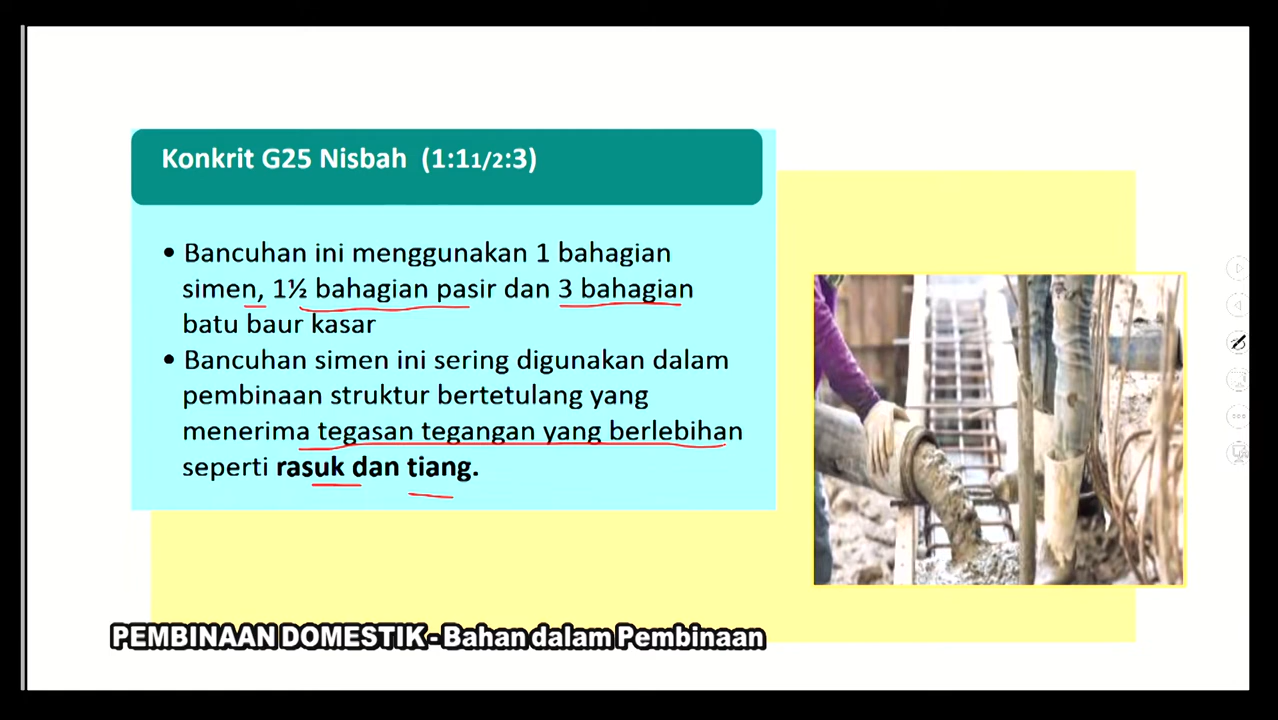 Konkrit G25 Nisbah (1:11/2:3)
• Bancuhan ini menggunakan 1 bahagian
simen, 1½ bahagian pasir dan 3 bahagian
batu baur kasar
• Bancuhan simen ini sering digunakan dalam
pembinaan struktur bertetulang yang
menerima tegasan tegangan yang berlebihan
seperti rasuk dan tiang.
PEMBINAAN DOMESTIK - Bahan dalam Pembinaan